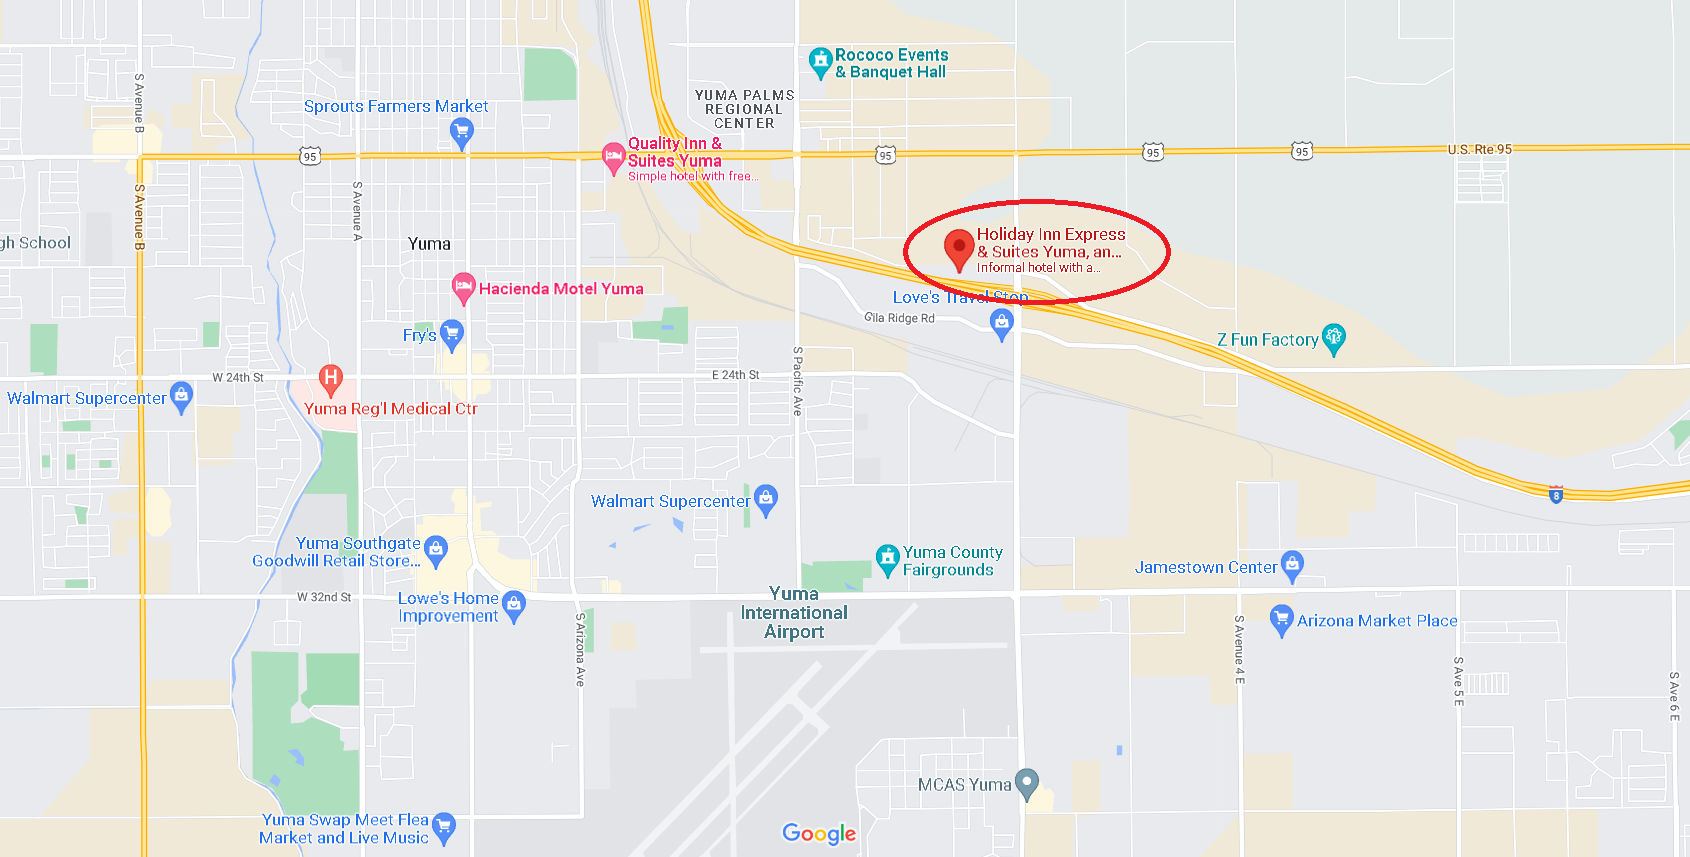 Rococo Events
& Banquet Hall
YUMA PALMS
REGIONAL
CENTER
Sprouts Farmers Market
S Avenue B
95
Quality Inn &
Suites Yuma
Simple hotel with free...
95
95
95
U.S. Rte 95
S Avenue B
S Avenue A
gh School
Yuma
Holiday Inn Express
& Suites Yuma, an...
Informal hotel with a...
Hacienda Motel Yuma
Love's Travel Stop
Gila Ridge Rd
Fry's
Z Fun Factory
S Pacific Ave
W 24th St
H
E 24th St
Walmart Supercenter
Yuma Reg'l Medical Ctr
Walmart Supercenter
8
Yuma Southgate
Goodwill Retail Store...
Yuma County
Fairgrounds
Jamestown Center
W 32nd St
Lowe's Home
Improvement
Yuma
International
Airport
Arizona Market Place
S Arizona Ave
S Avenue 4 E
S Ave 5 E
S Ave 6 E
MCAS Yuma
Yuma Swap Meet Flea
Market and Live Music
Google